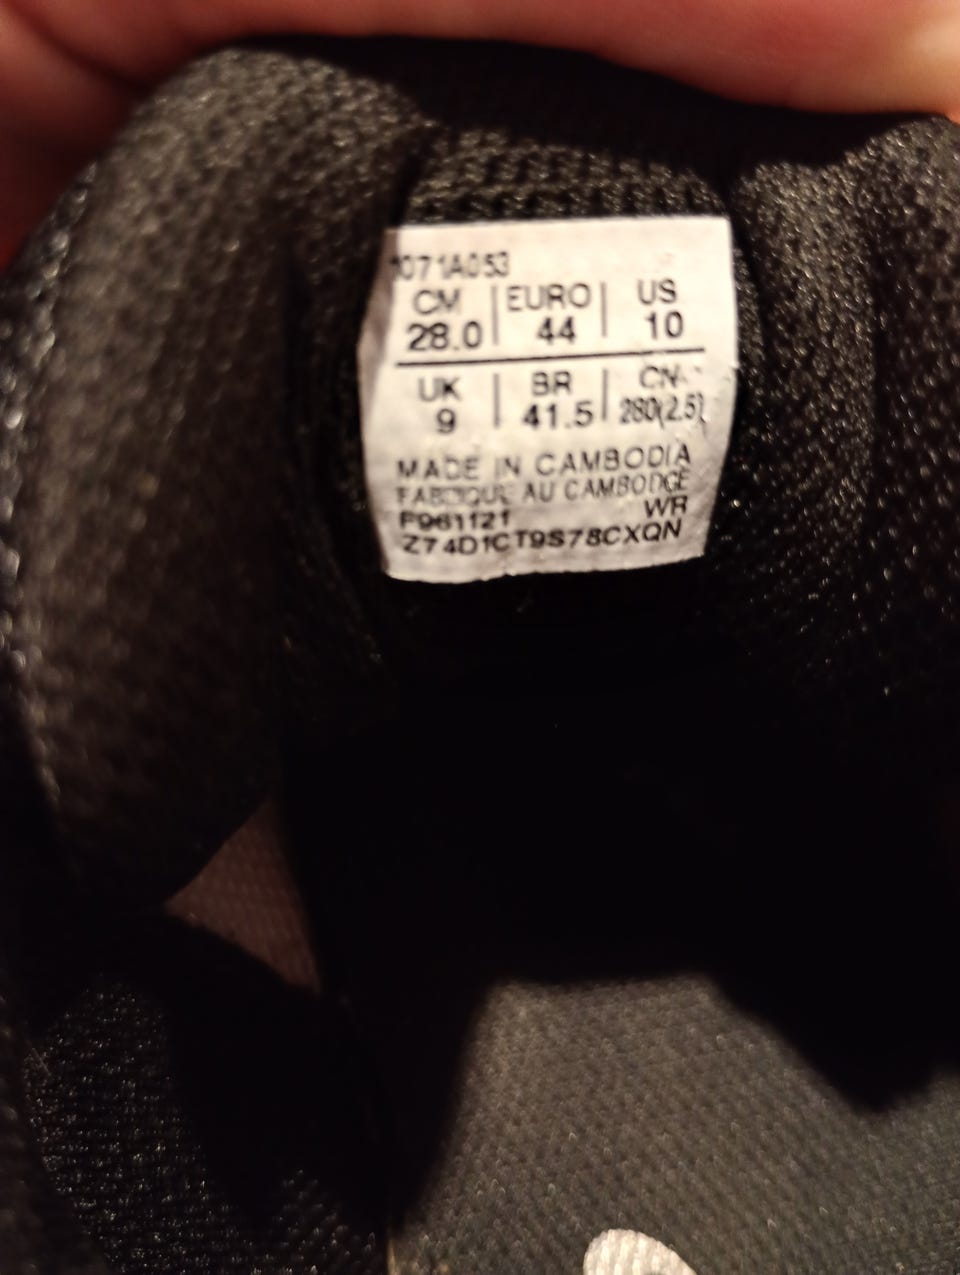 1071A053
CM EURO US
28.0 44 10
UK BR CN
9 41.5 280(2.5)
MADE IN CAMBODIA
FABRIQUE AU CAMBODGE
WR
Z74D1CT9S78CXQN